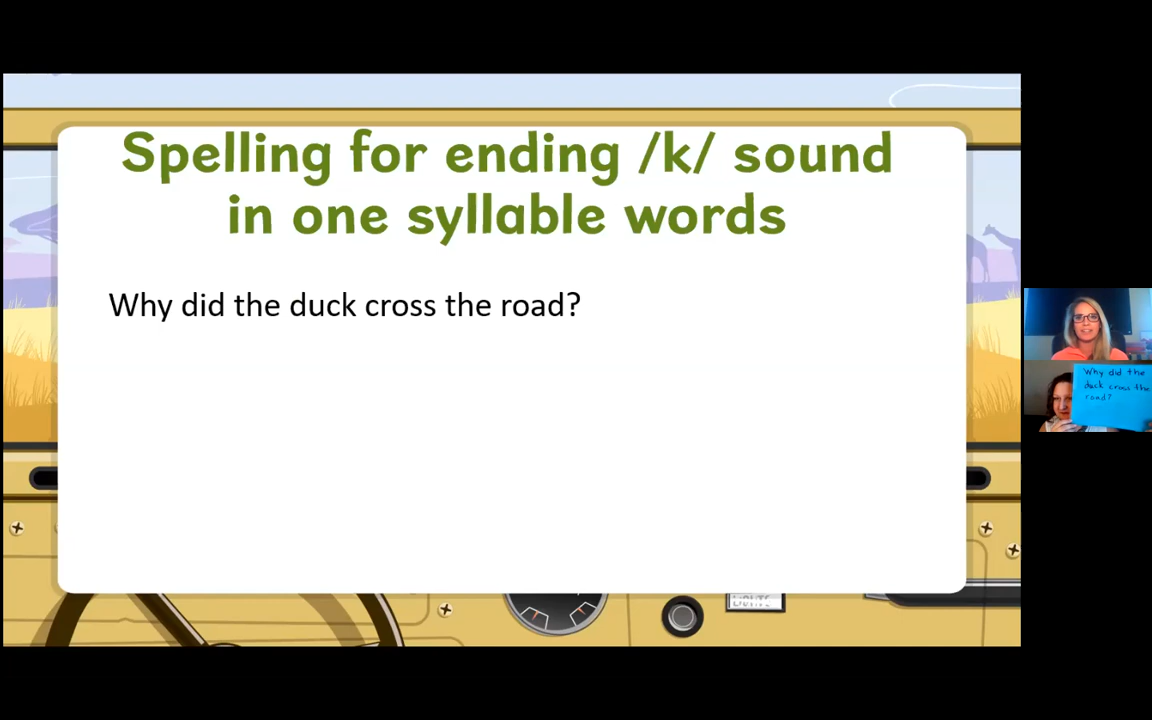 Spelling for ending /k/ sound
in one syllable words
Why did the duck cross the road?
Why did the
duck cross the
road?